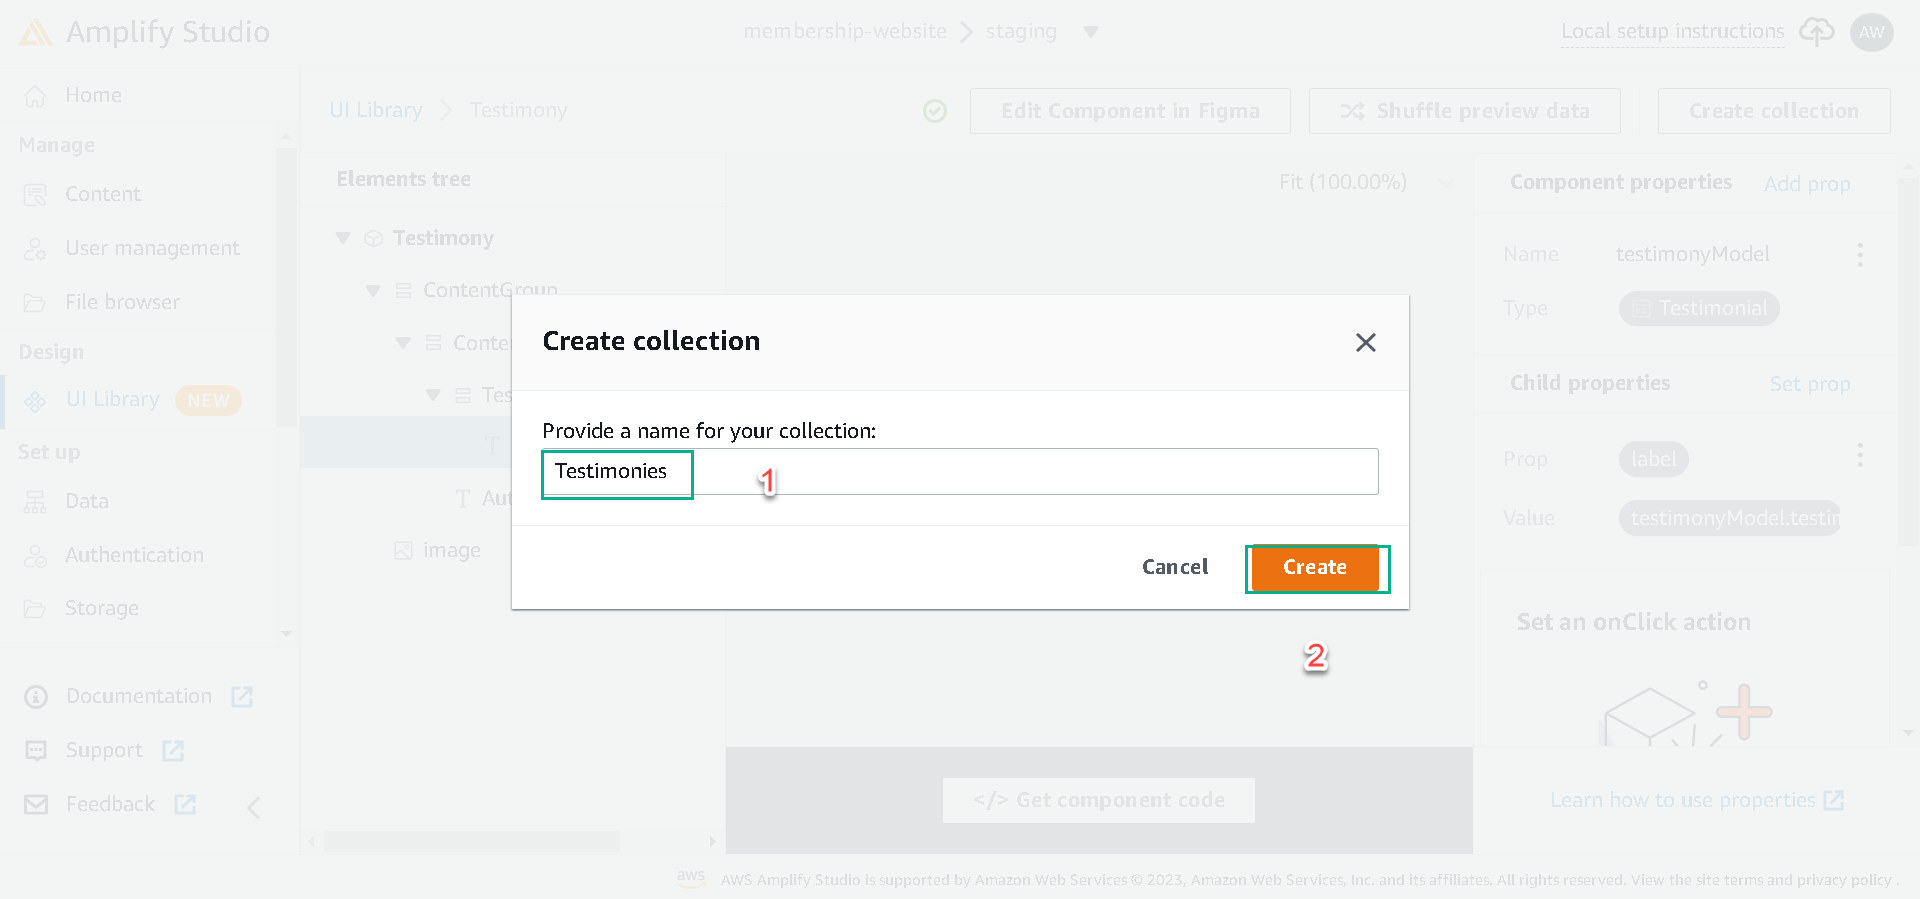 Amplify Studio
membership-website
staging
Local setup instructions
AW
Home
Manage
Content
User management
File browser
Design
UI Library
NEW
Set up
Data
Authentication
Storage
Documentation
Support
Feedback
UI Library
Testimony
Edit Component in Figma
Shuffle preview data
Create collection
Elements tree
Testimony
ContentGroup
Conte
Tes
T
T Aut
image
Fit (100.00%)
Create collection
Provide a name for your collection:
Testimonies
1
Cancel
Create
2
</> Get component code
Component properties
Add prop
Name
testimonyModel
Type
Testimonial
Child properties
Set prop
Prop
label
Value
testimonyModel.testin
Set an onClick action
Learn how to use properties
aws
AWS Amplify Studio is supported by Amazon Web Services © 2023, Amazon Web Services, Inc. and its affiliates. All rights reserved. View the site terms and privacy policy .